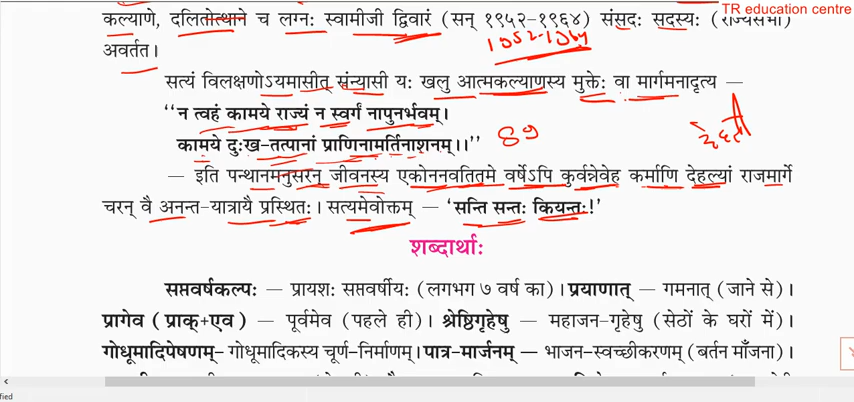 TR education centre
कल्याणे, दलितोत्थाने च लग्नः स्वामीजी द्विवारं (सन् १९५२-१९६४) संसदः सदस्यः (राज्यसभा)
अवर्तत।
1952-1964
सत्यं विलक्षणोऽयमासीत् संन्यासी यः खलु आत्मकल्याणस्य मुक्तेः वा मार्गमनादृत्य —
“न त्वहं कामये राज्यं न स्वर्गं नापुनर्भवम्।
कामये दुःख-तत्पानां प्राणिनामार्तिनाशनम्।।”
89
— इति पन्थानमनुसरन् जीवनस्य एकोननवतितमे वर्षेऽपि कुर्वन्नेवेह कर्माणि देहल्यां राजमार्गे
चरन् वै अनन्त-यात्रायै प्रस्थितः। सत्यमेवोक्तम् — ‘सन्ति सन्तः कियन्तः!’
शब्दार्थाः
सप्तवर्षकल्पः — प्रायशः सप्तवर्षीयः (लगभग ७ वर्ष का)। प्रयाणात् — गमनात् (जाने से)।
प्रागेव (प्राक्+एव) — पूर्वमेव (पहले ही)। श्रेष्ठिगृहेषु — महाजन-गृहेषु (सेठों के घरों में)।
गोधूमादिपेषणम्– गोधूमादिकस्य चूर्ण-निर्माणम्। पात्र-मार्जनम् — भाजन-स्वच्छीकरणम् (बर्तन माँजना)।
fied